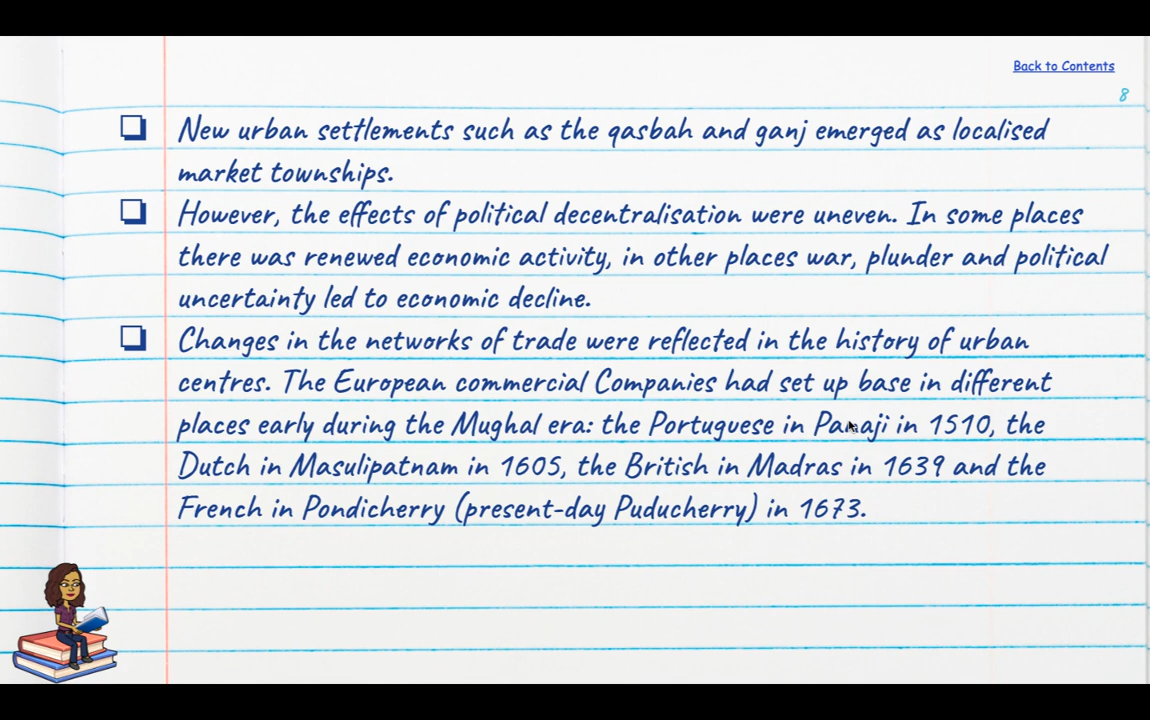 Back to Contents
8
❑ New urban settlements such as the qasbah and ganj emerged as localised
market townships.
❑ However, the effects of political decentralisation were uneven. In some places
there was renewed economic activity, in other places war, plunder and political
uncertainty led to economic decline.
❑ Changes in the networks of trade were reflected in the history of urban
centres. The European commercial Companies had set up base in different
places early during the Mughal era: the Portuguese in Panaji in 1510, the
Dutch in Masulipatnam in 1605, the British in Madras in 1639 and the
French in Pondicherry (present-day Puducherry) in 1673.